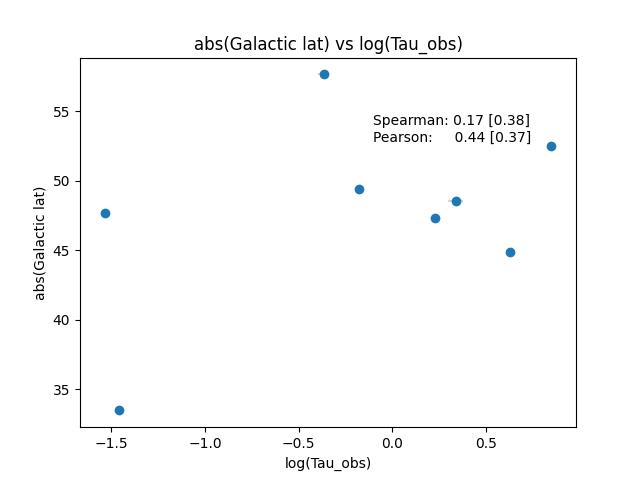 abs(Galactic lat) vs log(Tau_obs)
Spearman: 0.17 [0.38]
Pearson: 0.44 [0.37]
abs(Galactic lat)
55
50
45
40
35
−1.5 −1.0 −0.5 0.0 0.5
log(Tau_obs)